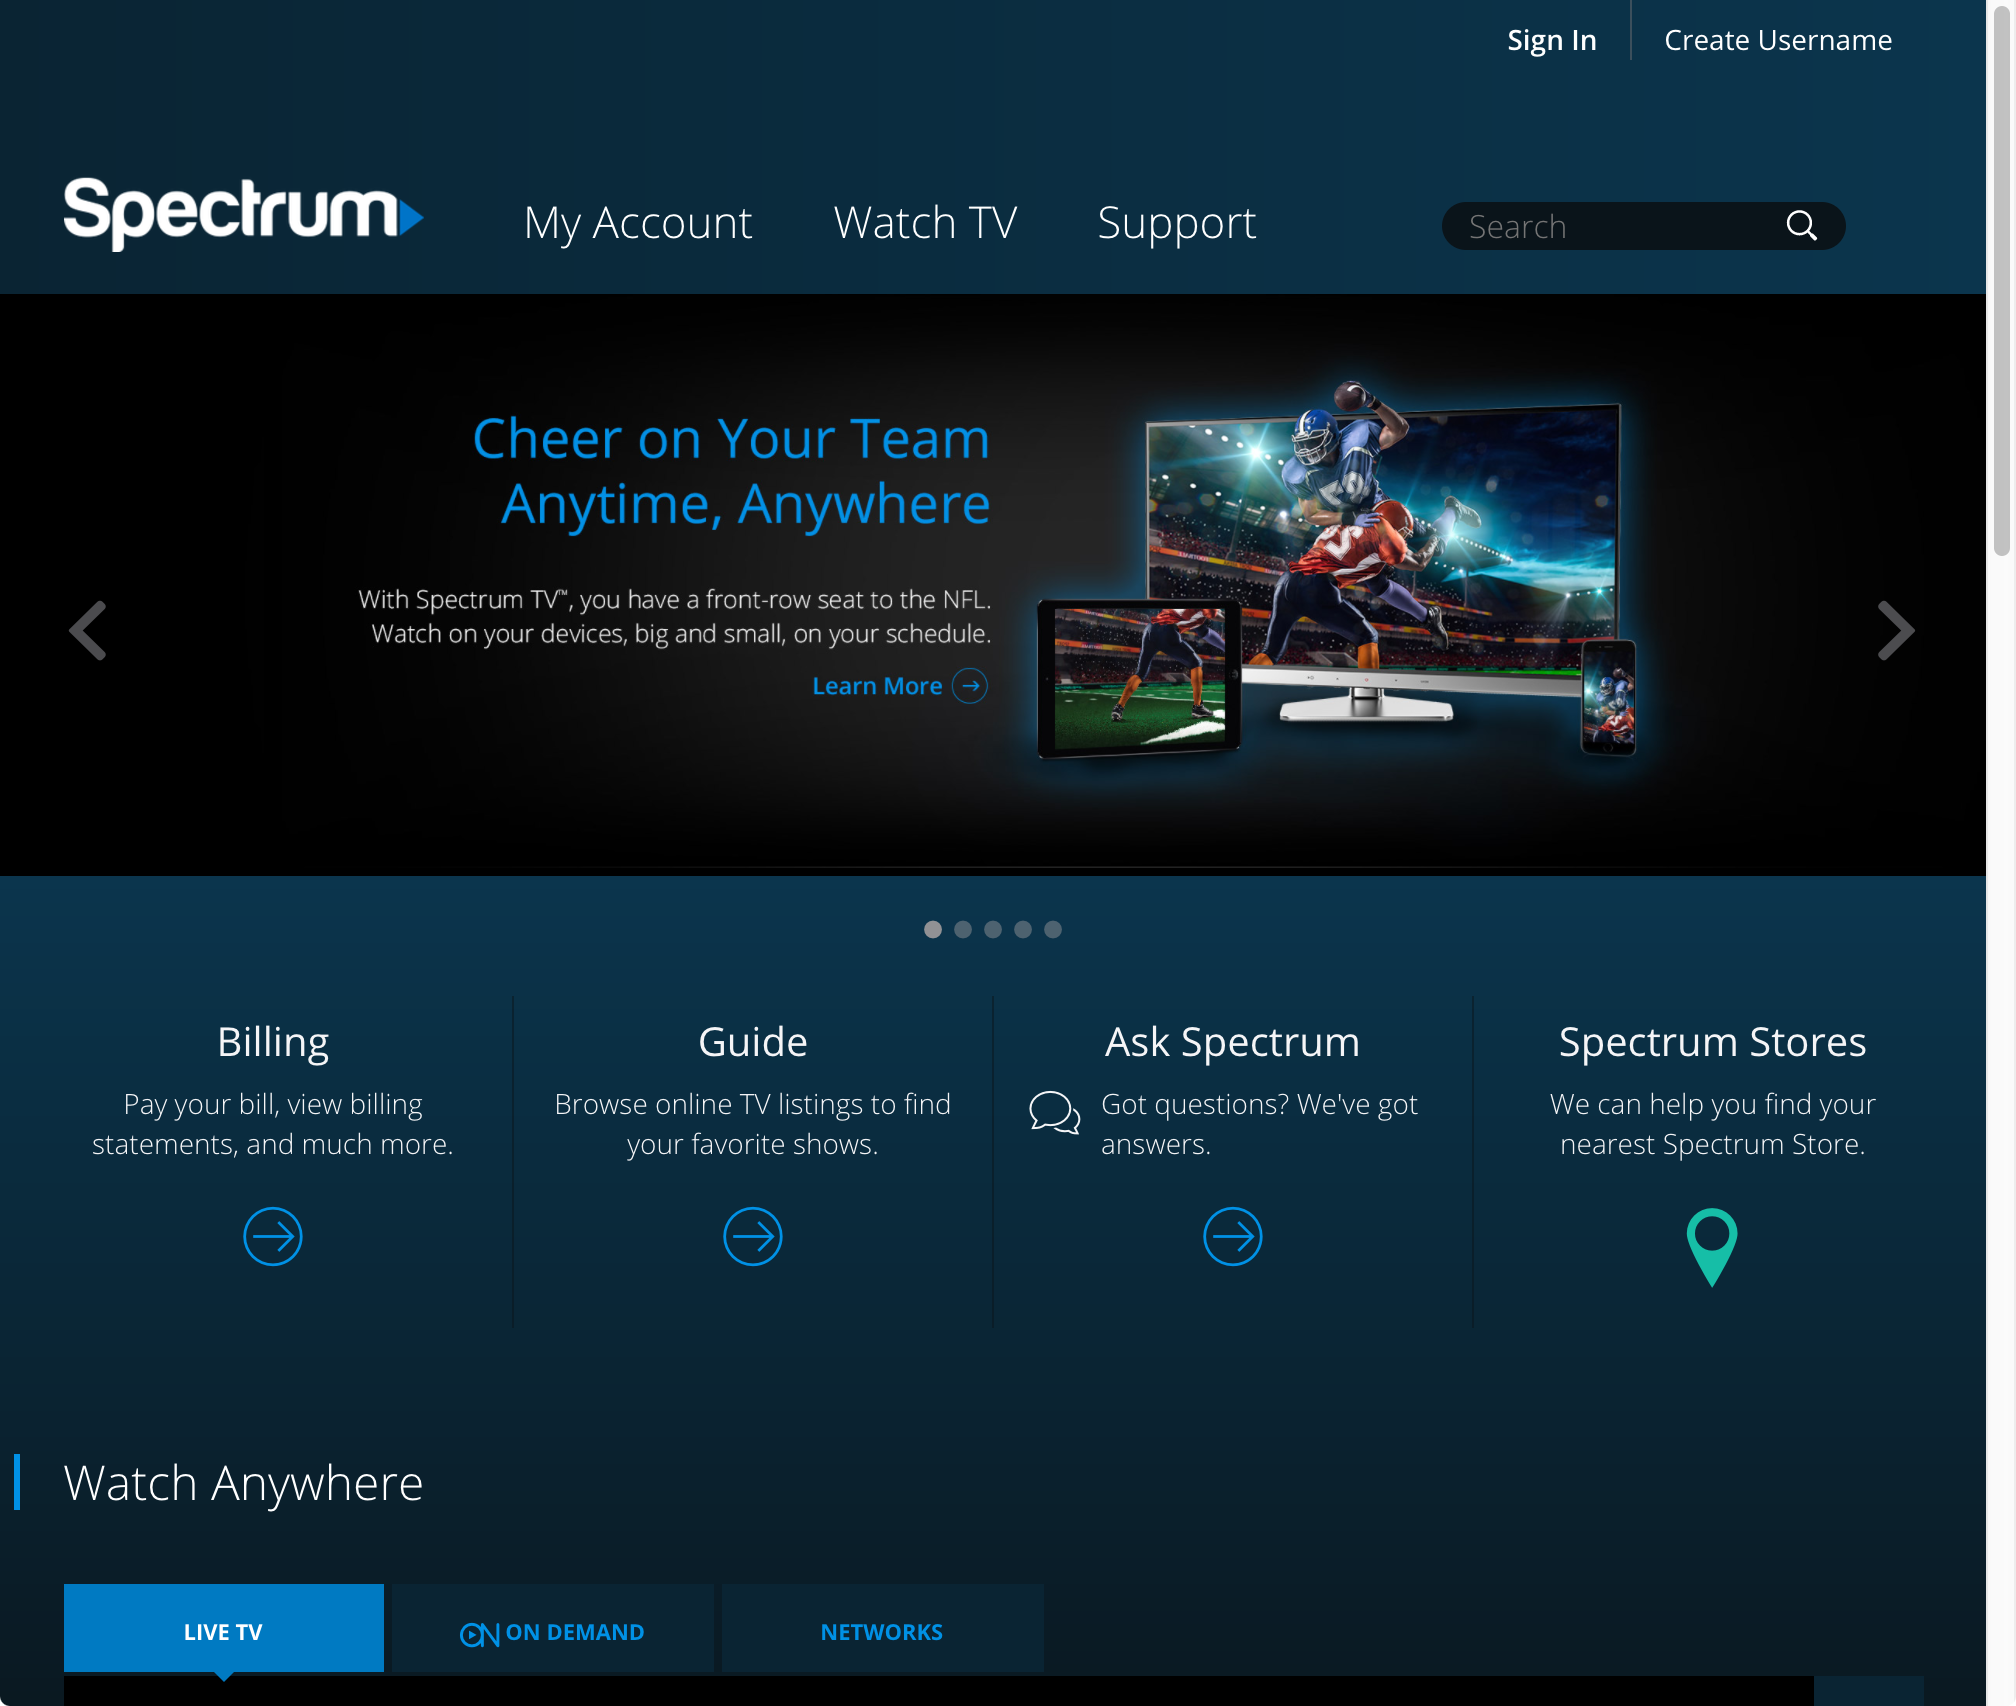 Sign In
Create Username
Spectrum
My Account
Watch TV
Support
Search
Cheer on Your Team
Anytime, Anywhere
With Spectrum TV™, you have a front-row seat to the NFL.
Watch on your devices, big and small, on your schedule.
Learn More
Billing
Pay your bill, view billing
statements, and much more.
Guide
Browse online TV listings to find
your favorite shows.
Ask Spectrum
Got questions? We've got
answers.
Spectrum Stores
We can help you find your
nearest Spectrum Store.
Watch Anywhere
LIVE TV
ON ON DEMAND
NETWORKS